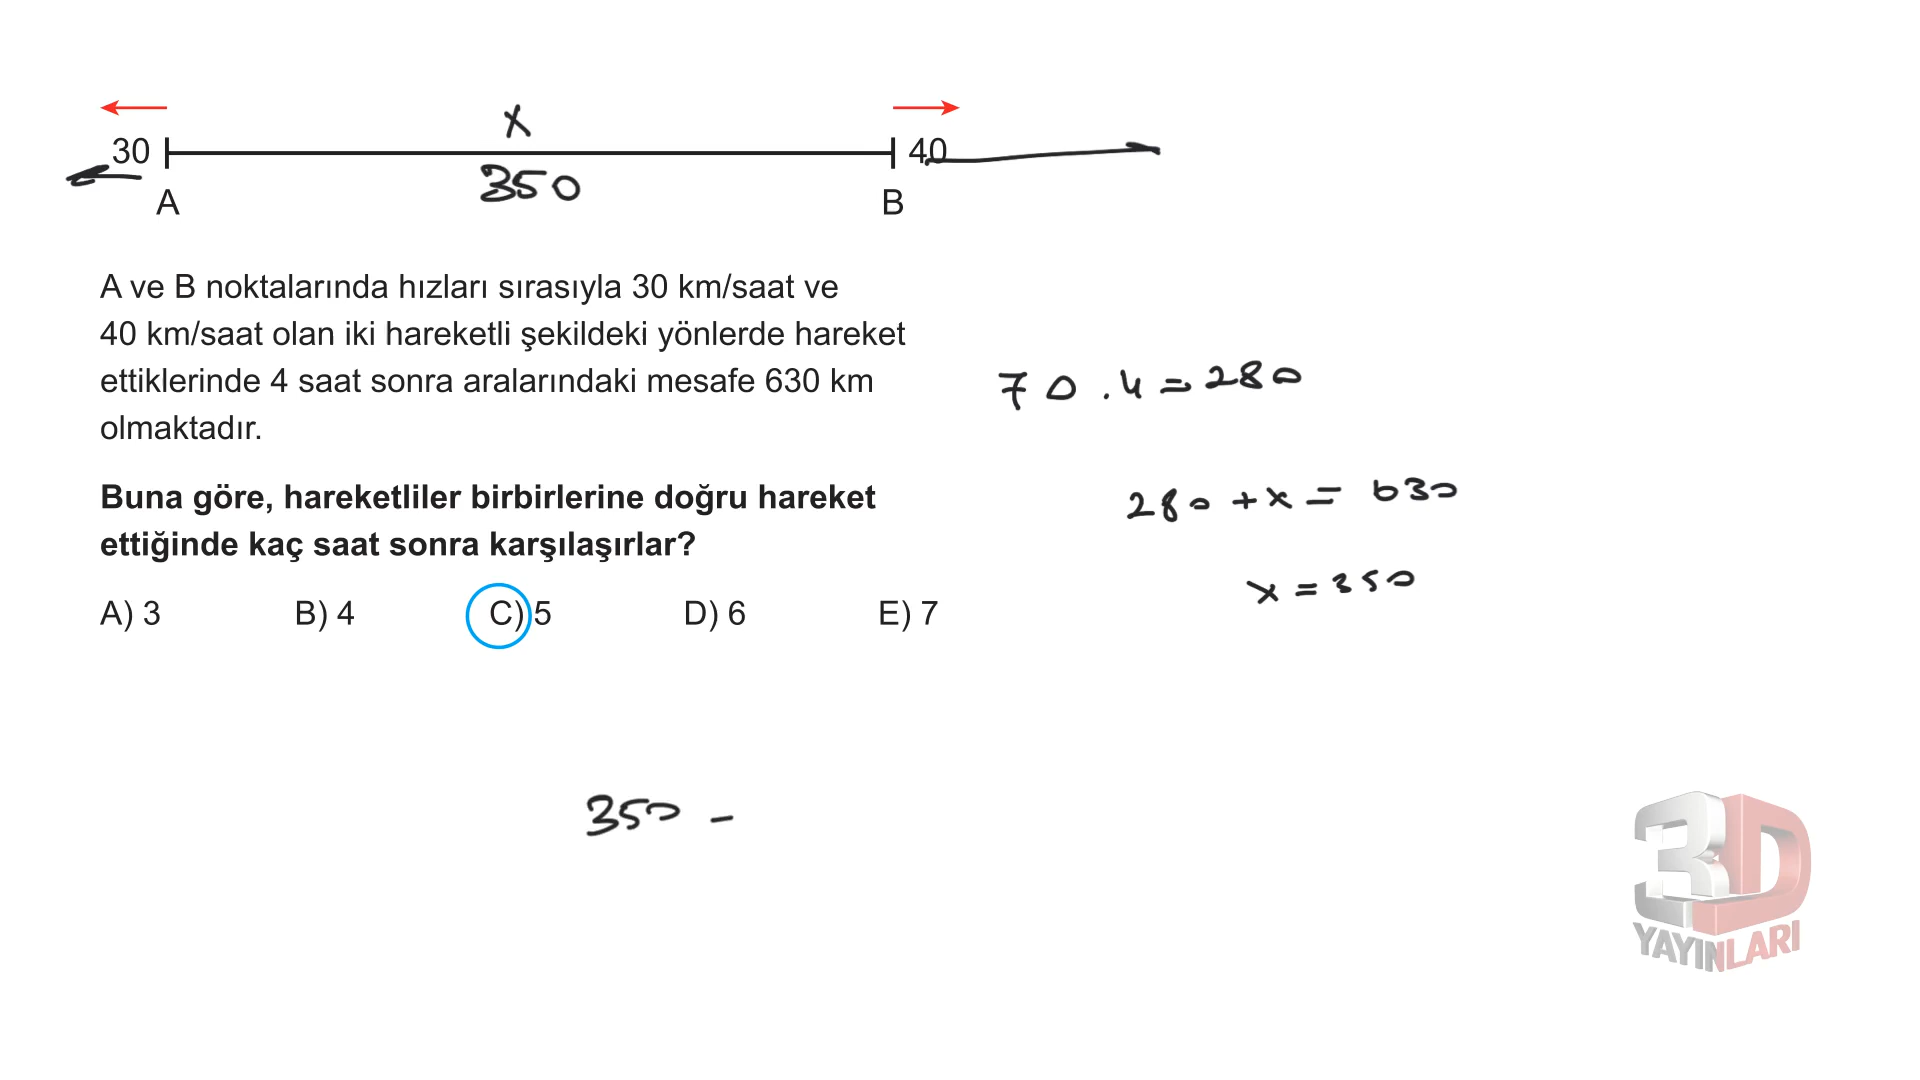 x
30 40
350
A B
A ve B noktalarında hızları sırasıyla 30 km/saat ve
40 km/saat olan iki hareketli şekildeki yönlerde hareket
ettiklerinde 4 saat sonra aralarındaki mesafe 630 km
olmaktadır.
70 . 4 = 280
Buna göre, hareketliler birbirlerine doğru hareket
ettiğinde kaç saat sonra karşılaşırlar?
280 + x = 630
x = 350
A) 3 B) 4 C) 5 D) 6 E) 7
350 -
3D
YAYINLARI